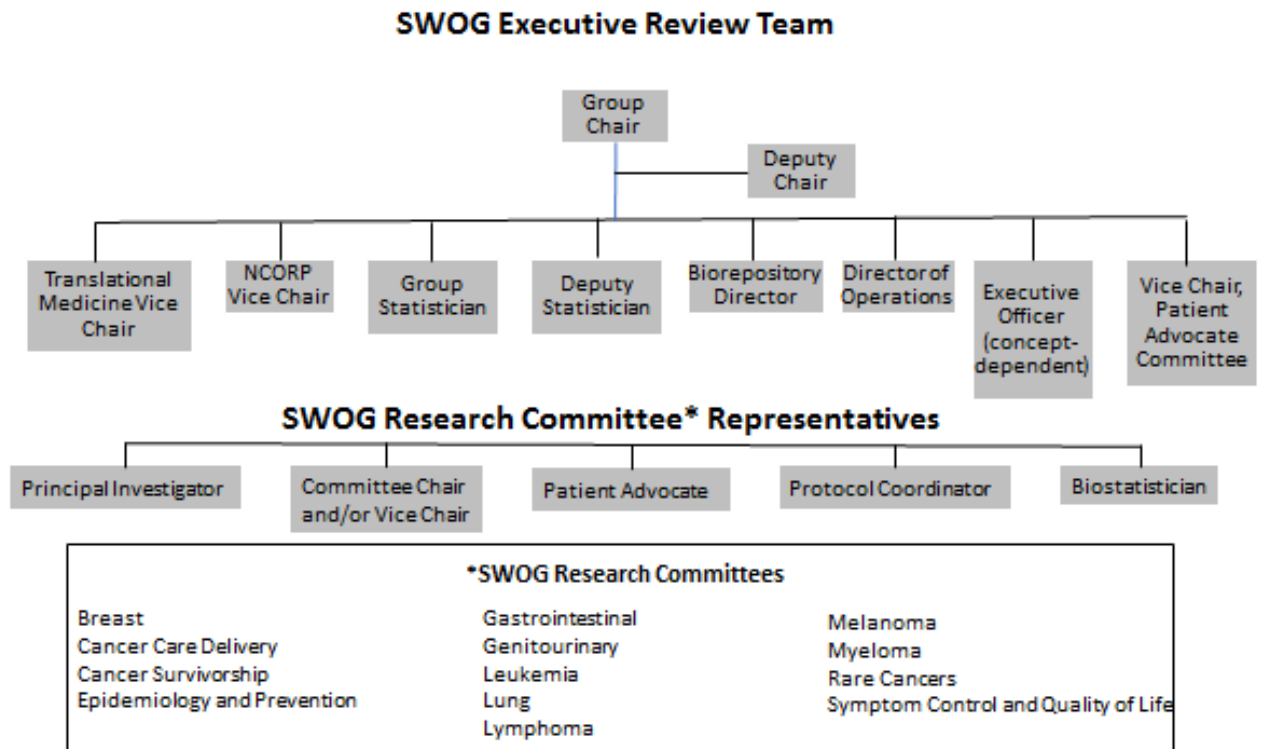 SWOG Executive Review Team
Group
Chair
Deputy
Chair
Translational
Medicine Vice
Chair
NCORP
Vice Chair
Group
Statistician
Deputy
Statistician
Biorepository
Director
Director of
Operations
Executive
Officer
(concept-
dependent)
Vice Chair,
Patient
Advocate
Committee
SWOG Research Committee* Representatives
Principal Investigator
Committee Chair
and/or Vice Chair
Patient Advocate
Protocol Coordinator
Biostatistician
*SWOG Research Committees
Breast
Cancer Care Delivery
Cancer Survivorship
Epidemiology and Prevention
Gastrointestinal
Genitourinary
Leukemia
Lung
Lymphoma
Melanoma
Myeloma
Rare Cancers
Symptom Control and Quality of Life